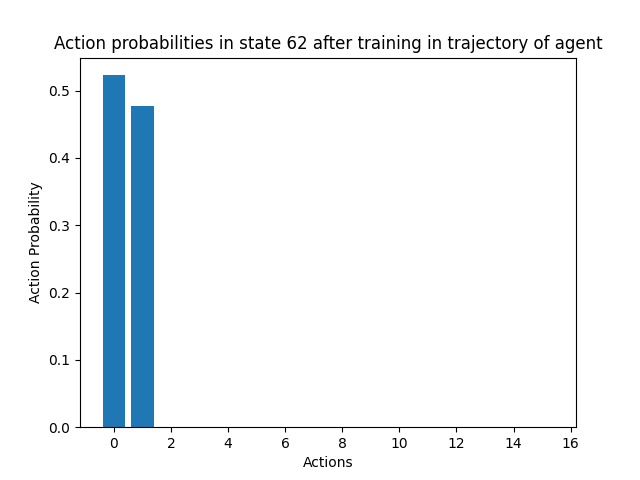 Action probabilities in state 62 after training in trajectory of agent
0.5
0.4
0.3
0.2
0.1
0.0
Action Probability
0 2 4 6 8 10 12 14 16
Actions